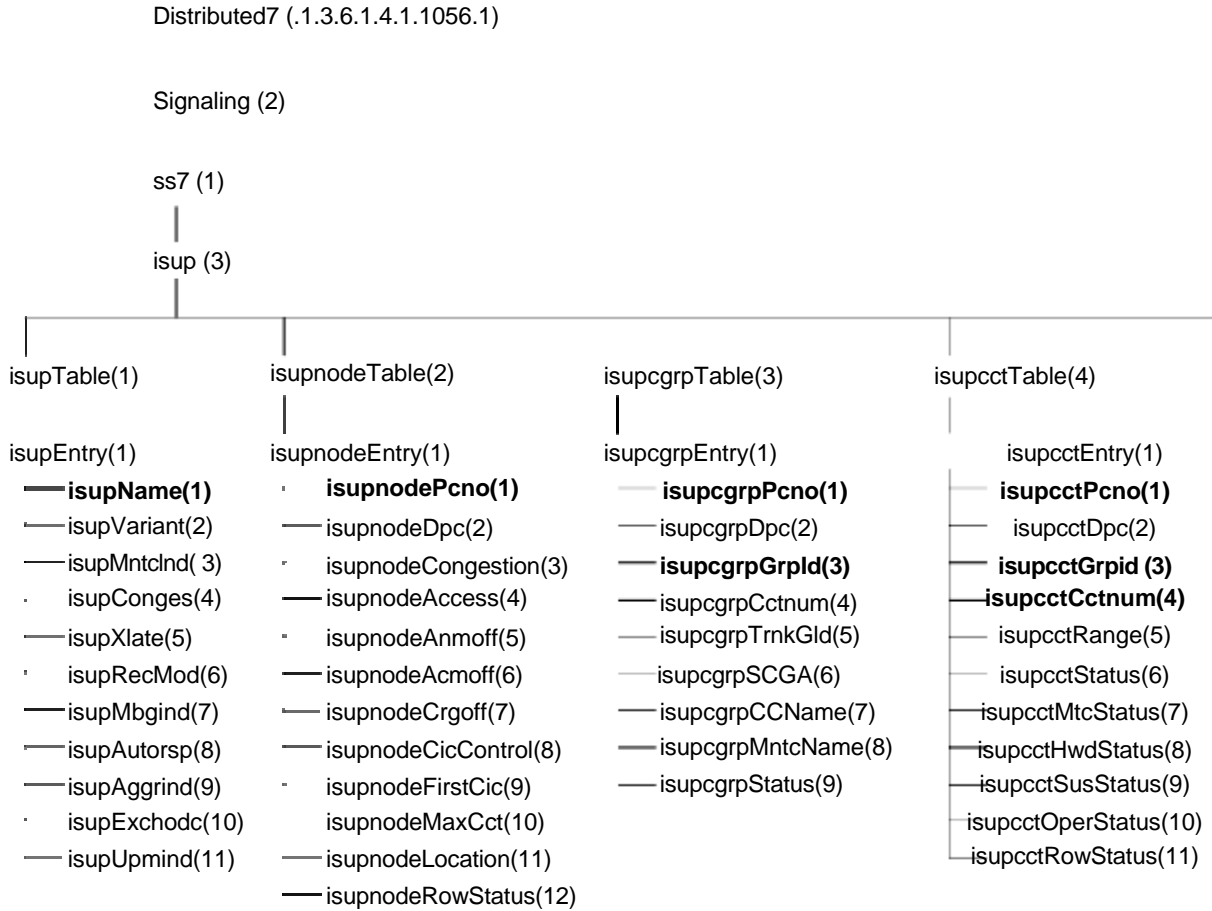 Distributed7 (.1.3.6.1.4.1.1056.1)
Signaling (2)
ss7 (1)
isup (3)
isupTable(1)
isupEntry(1)
isupName(1)
isupVariant(2)
isupMntcInd( 3)
isupConges(4)
isupXlate(5)
isupRecMod(6)
isupMbgind(7)
isupAutorsp(8)
isupAggrind(9)
isupExchodc(10)
isupUpmind(11)
isupnodeTable(2)
isupnodeEntry(1)
isupnodePcno(1)
isupnodeDpc(2)
isupnodeCongestion(3)
isupnodeAccess(4)
isupnodeAnmoff(5)
isupnodeAcmoff(6)
isupnodeCrgoff(7)
isupnodeCicControl(8)
isupnodeFirstCic(9)
isupnodeMaxCct(10)
isupnodeLocation(11)
isupnodeRowStatus(12)
isupcgrpTable(3)
isupcgrpEntry(1)
isupcgrpPcno(1)
isupcgrpDpc(2)
isupcgrpGrpId(3)
isupcgrpCctnum(4)
isupcgrpTrnkGId(5)
isupcgrpSCGA(6)
isupcgrpCCName(7)
isupcgrpMntcName(8)
isupcgrpStatus(9)
isupcctTable(4)
isupcctEntry(1)
isupcctPcno(1)
isupcctDpc(2)
isupcctGrpid (3)
isupcctCctnum(4)
isupcctRange(5)
isupcctStatus(6)
isupcctMtcStatus(7)
isupcctHwdStatus(8)
isupcctSusStatus(9)
isupcctOperStatus(10)
isupcctRowStatus(11)